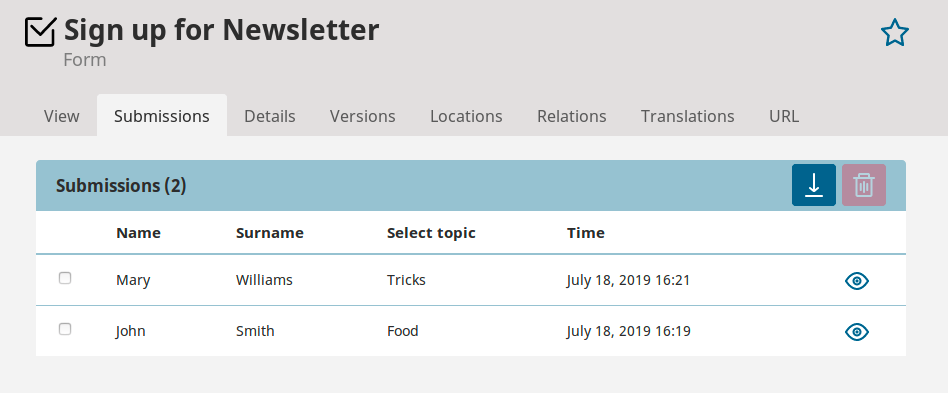 Sign up for Newsletter
Form
View Submissions Details Versions Locations Relations Translations URL
Submissions (2)
Name Surname Select topic Time
Mary Williams Tricks July 18, 2019 16:21
John Smith Food July 18, 2019 16:19